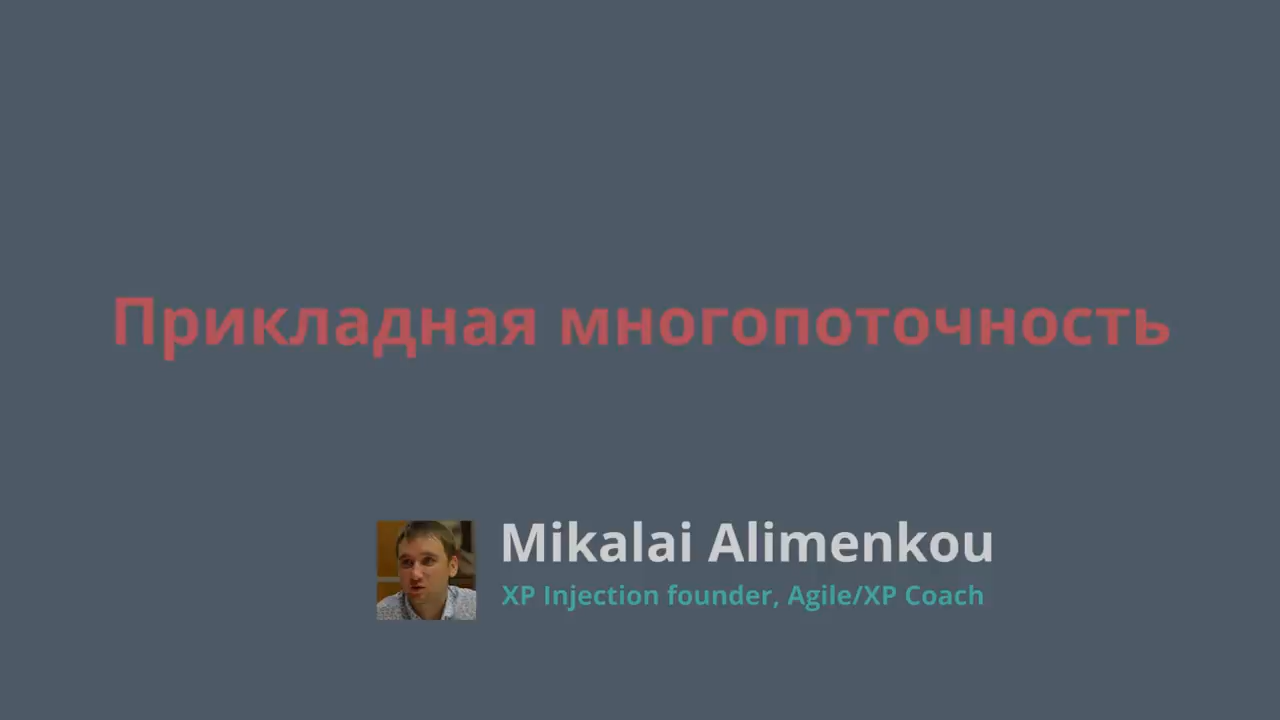 Прикладная многопоточность
Mikalai Alimenkou
XP Injection founder, Agile/XP Coach